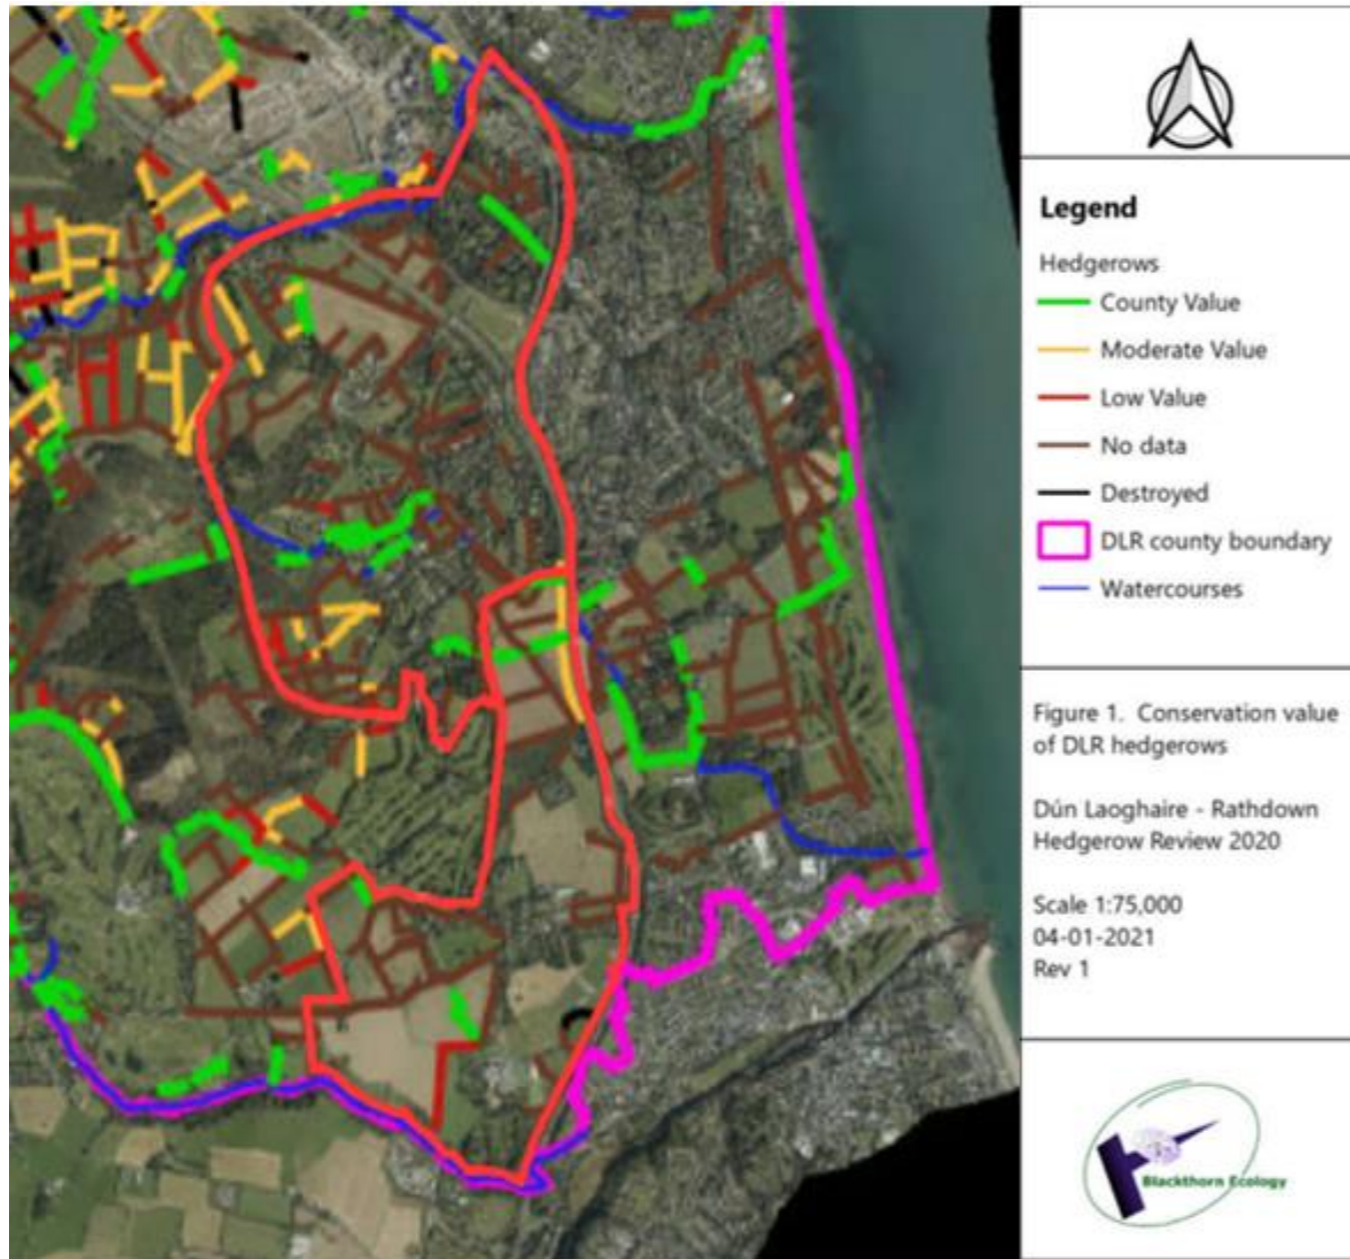 Legend
Hedgerows
County Value
Moderate Value
Low Value
No data
Destroyed
DLR county boundary
Watercourses
Figure 1. Conservation value
of DLR hedgerows
Dún Laoghaire - Rathdown
Hedgerow Review 2020
Scale 1:75,000
04-01-2021
Rev 1
Blackthorn Ecology